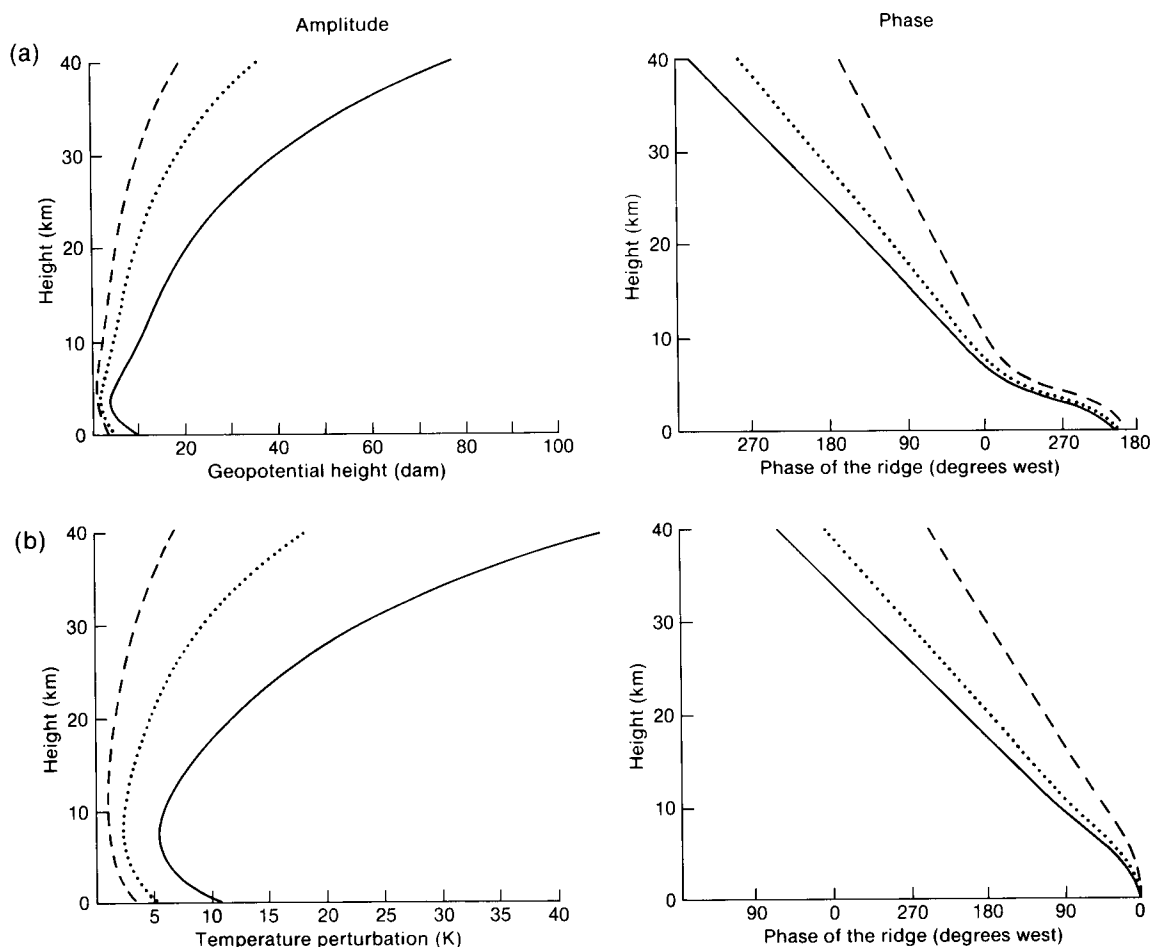 Amplitude
Phase
(a)
40
30
20
10
0
Height (km)
20 40 60 80 100
Geopotential height (dam)
40
30
20
10
0
Height (km)
270 180 90 0 270 180
Phase of the ridge (degrees west)
(b)
40
30
20
10
0
Height (km)
5 10 15 20 25 30 35 40
Temperature perturbation (K)
40
30
20
10
0
Height (km)
90 0 270 180 90 0
Phase of the ridge (degrees west)